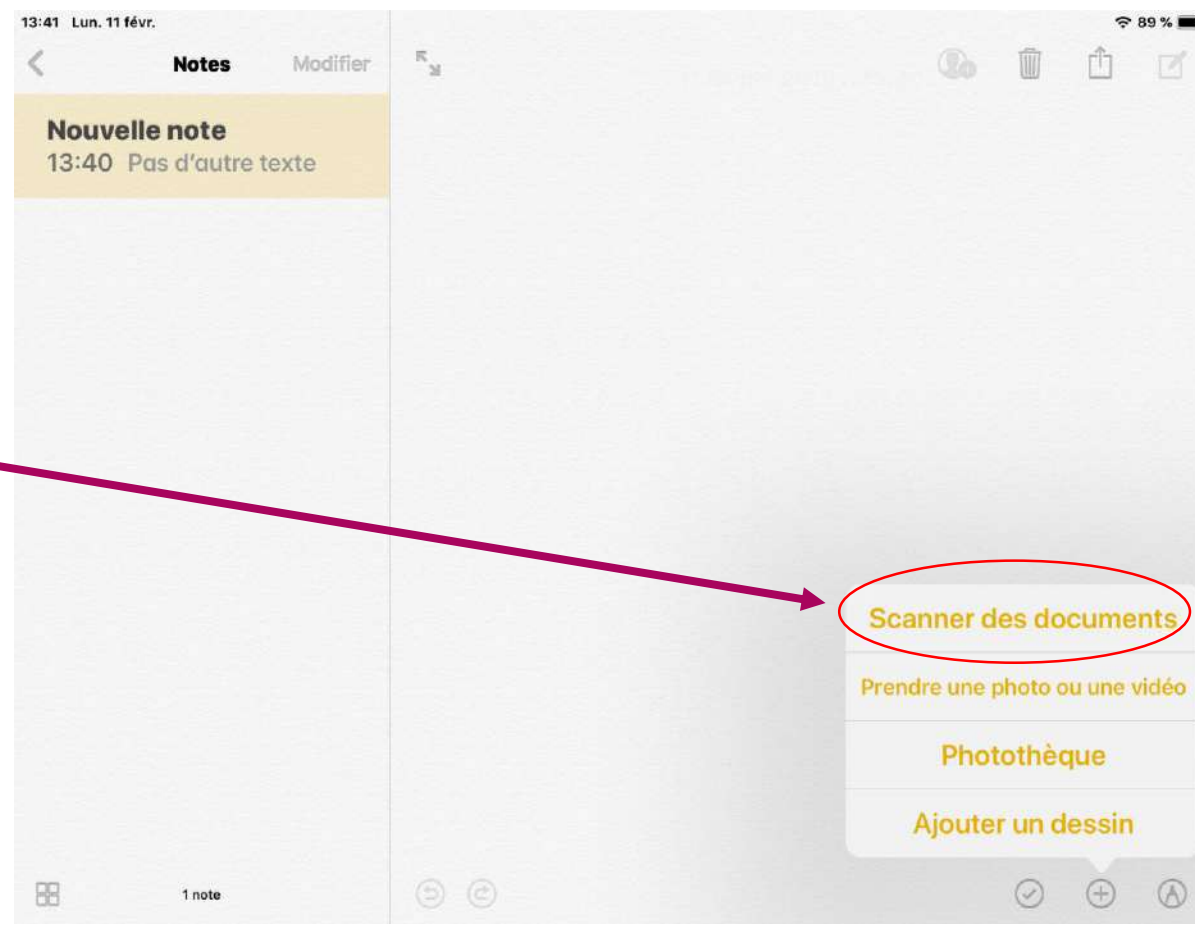 13:41 Lun. 11 févr.
89 %
Notes
Modifier
Nouvelle note
13:40 Pas d'autre texte
Scanner des documents
Prendre une photo ou une vidéo
Photothèque
Ajouter un dessin
1 note